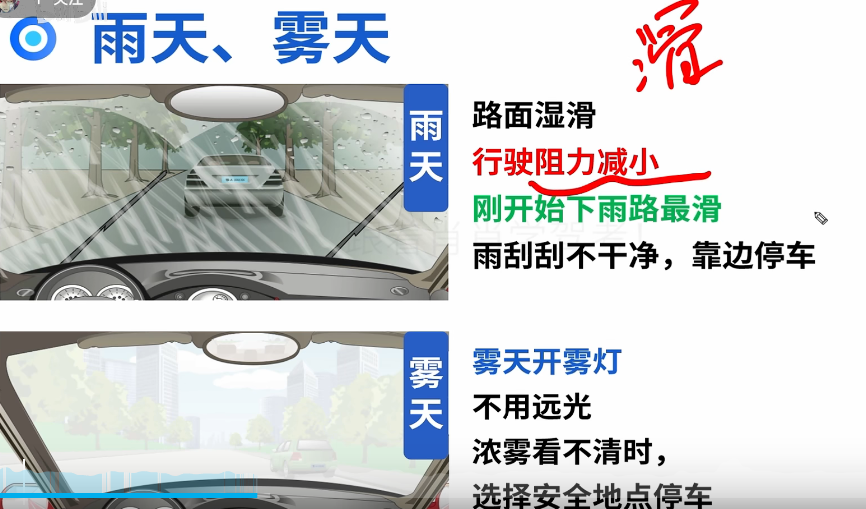 雨天、雾天
滑
雨天
路面湿滑
行驶阻力减小
刚开始下雨路最滑
雨刮刮不干净，靠边停车
雾天
雾天开雾灯
不用远光
浓雾看不清时，
选择安全地点停车